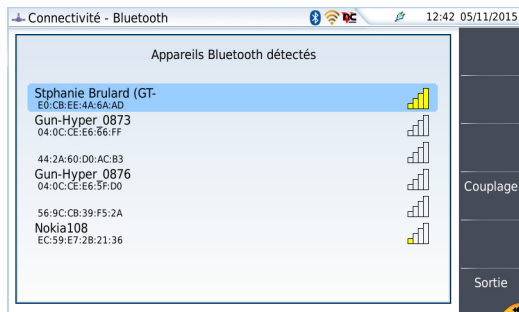 Connectivité - Bluetooth
12:42 05/11/2015
Appareils Bluetooth détectés
Stphanie Brulard (GT-
E0:CB:EE:4A:6A:AD
Gun-Hyper_0873
04:0C:CE:E6:66:FF
44:2A:60:D0:AC:B3
Gun-Hyper_0876
04:0C:CE:E6:5F:D0
56:9C:CB:39:F5:2A
Nokia108
EC:59:E7:2B:21:36
Couplage
Sortie